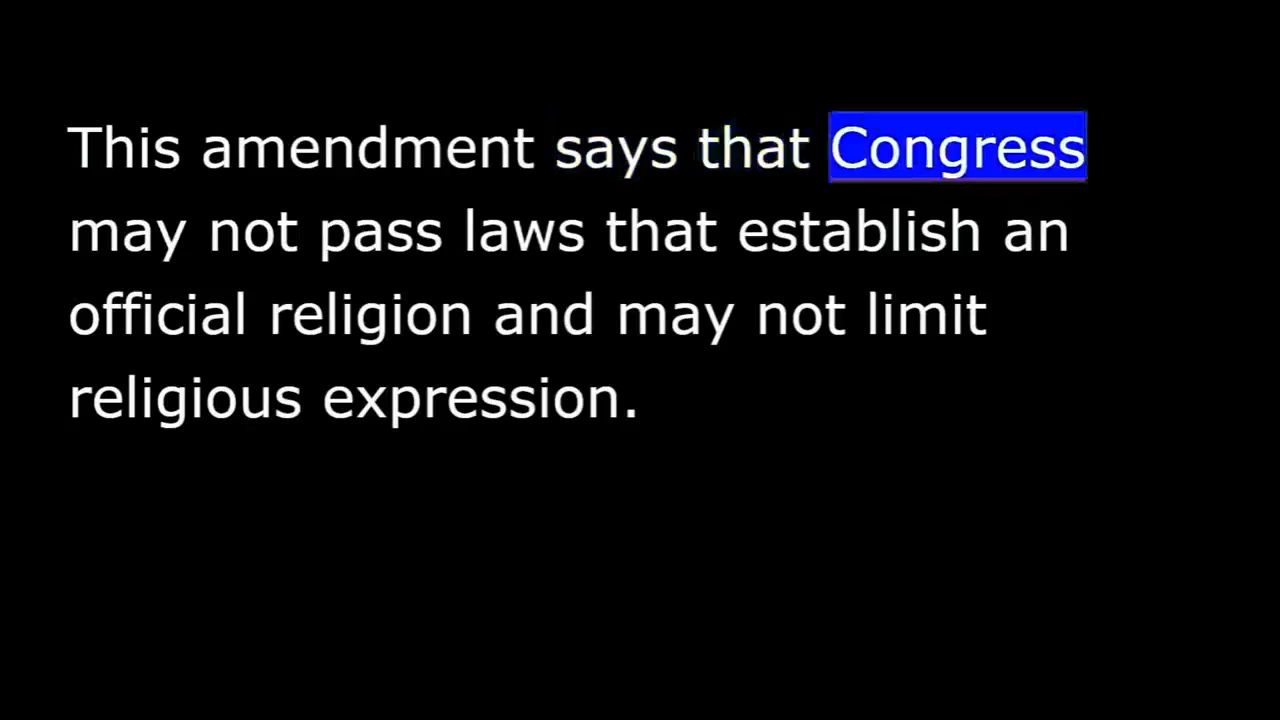 This amendment says that Congress
may not pass laws that establish an
official religion and may not limit
religious expression.